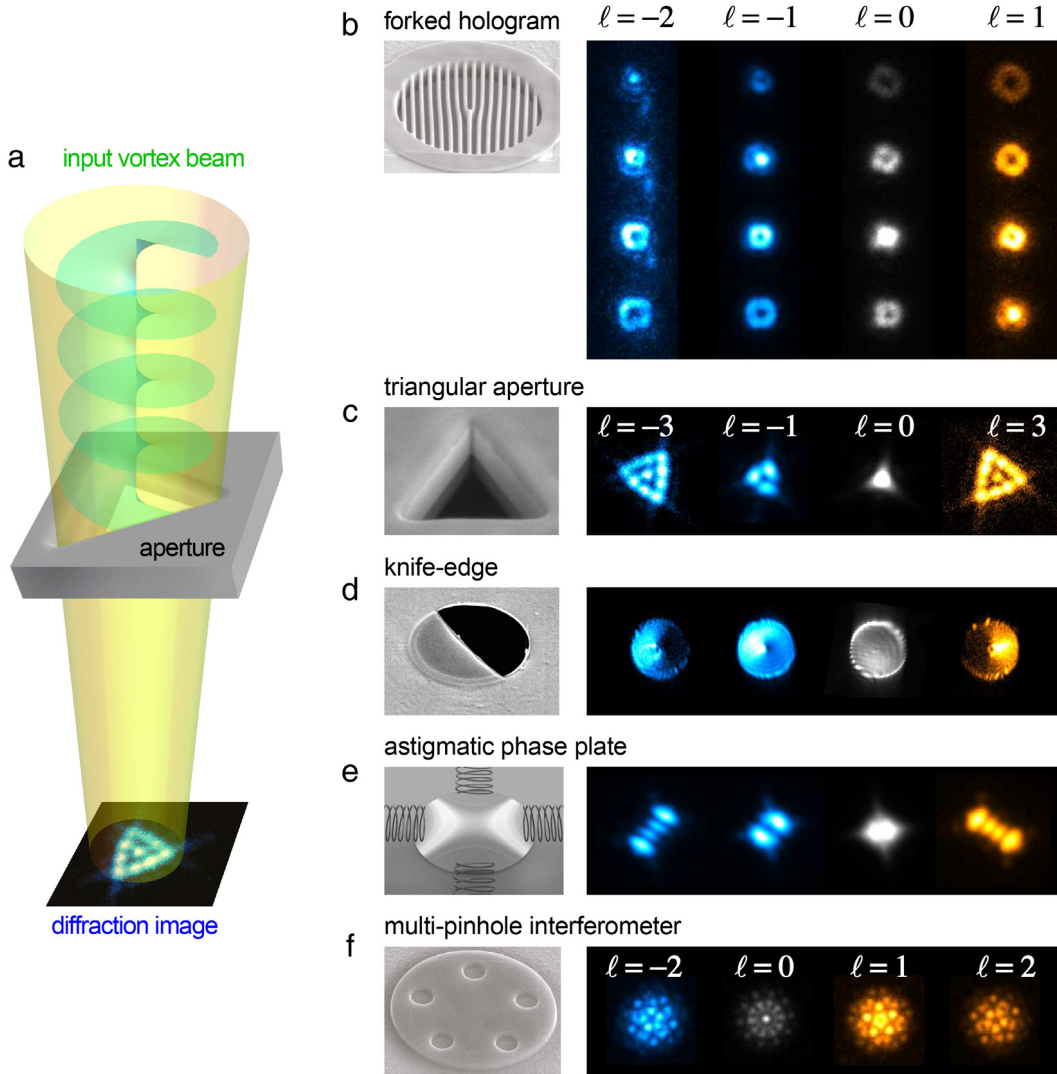 a
input vortex beam
aperture
diffraction image
b forked hologram
ℓ = −2 ℓ = −1 ℓ = 0 ℓ = 1
c triangular aperture
ℓ = −3 ℓ = −1 ℓ = 0 ℓ = 3
d knife-edge
e astigmatic phase plate
f multi-pinhole interferometer
ℓ = −2 ℓ = 0 ℓ = 1 ℓ = 2